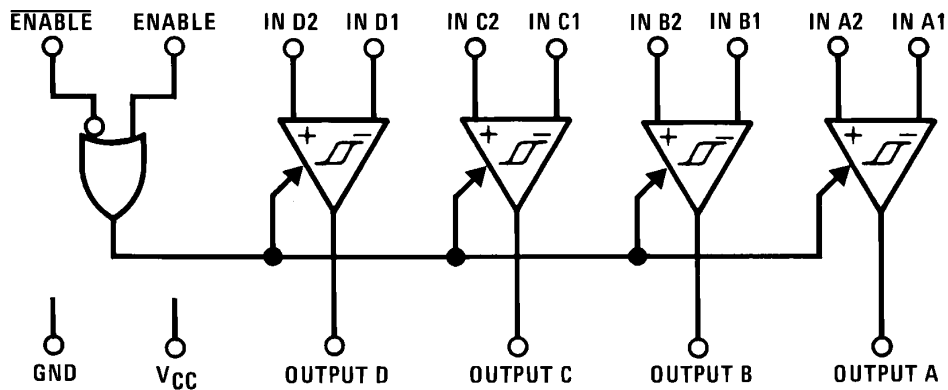 E̅N̅A̅B̅L̅E̅ ENABLE IN D2 IN D1 IN C2 IN C1 IN B2 IN B1 IN A2 IN A1
+ − + − + − + −
GND VCC OUTPUT D OUTPUT C OUTPUT B OUTPUT A